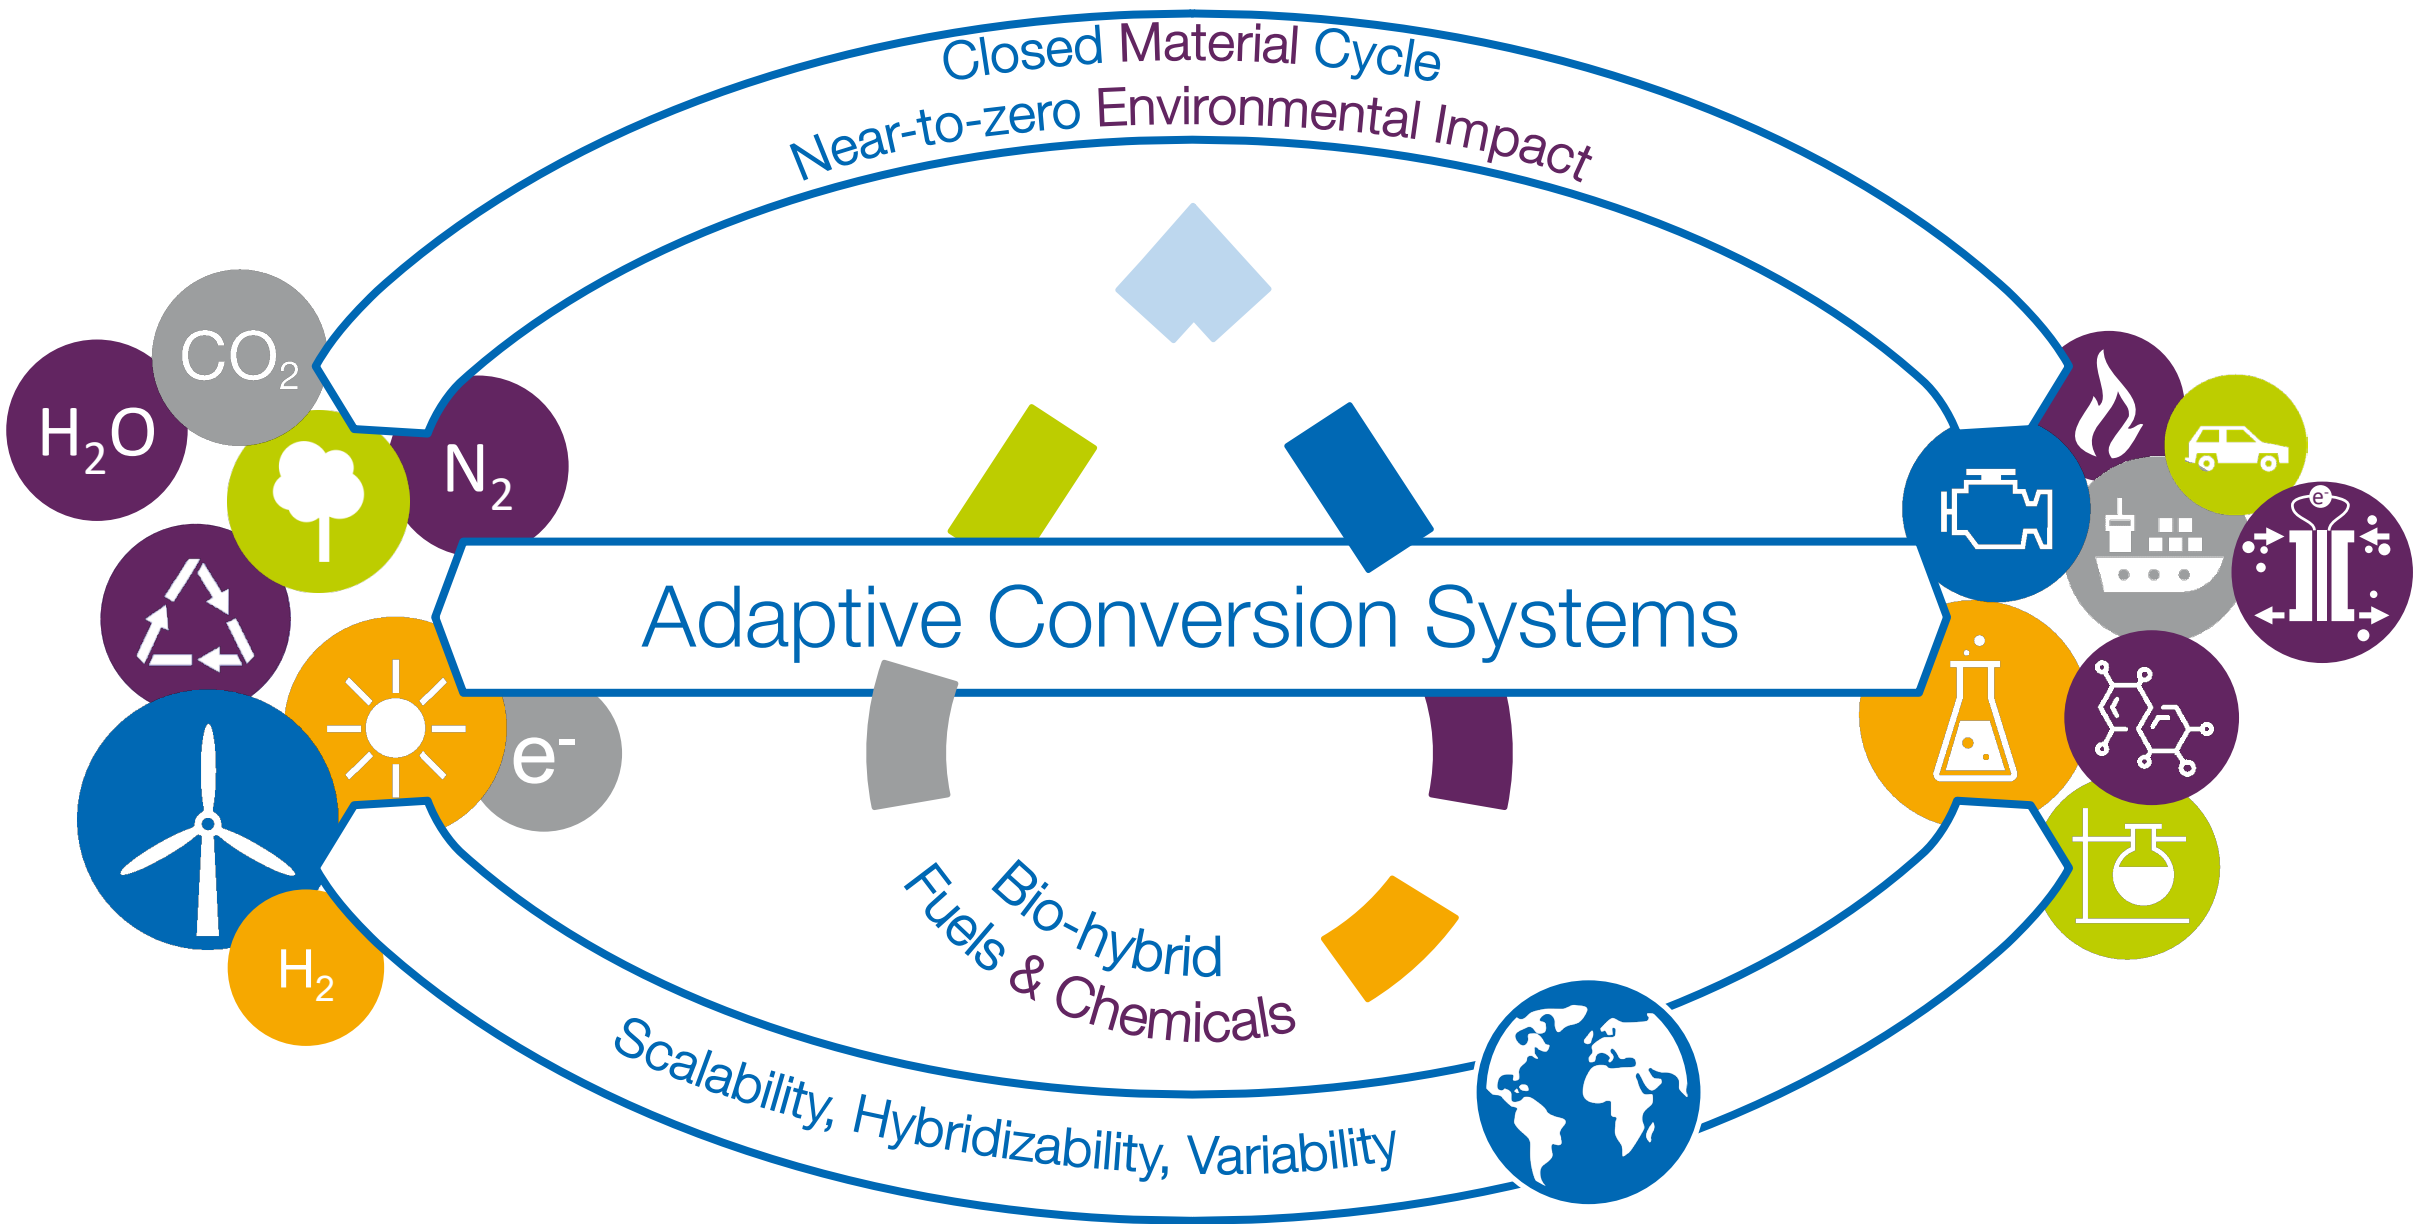 Closed Material Cycle
Near-to-zero Environmental Impact
CO₂
H₂O
N₂
e⁻
Adaptive Conversion Systems
e⁻
H₂
Bio-hybrid
Fuels & Chemicals
Scalability, Hybridizability, Variability